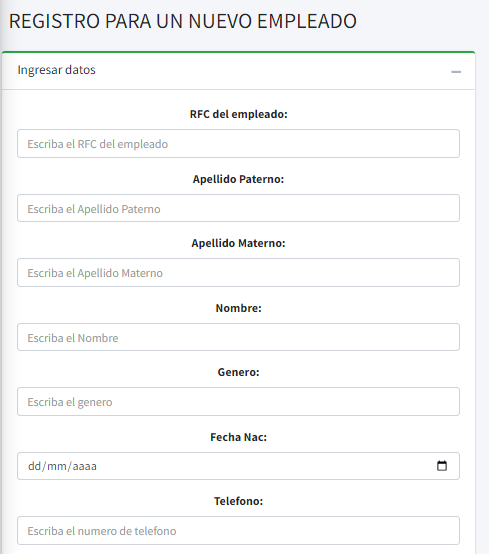 REGISTRO PARA UN NUEVO EMPLEADO
Ingresar datos
RFC del empleado:
Escriba el RFC del empleado
Apellido Paterno:
Escriba el Apellido Paterno
Apellido Materno:
Escriba el Apellido Materno
Nombre:
Escriba el Nombre
Genero:
Escriba el genero
Fecha Nac:
dd/mm/aaaa
Telefono:
Escriba el numero de telefono